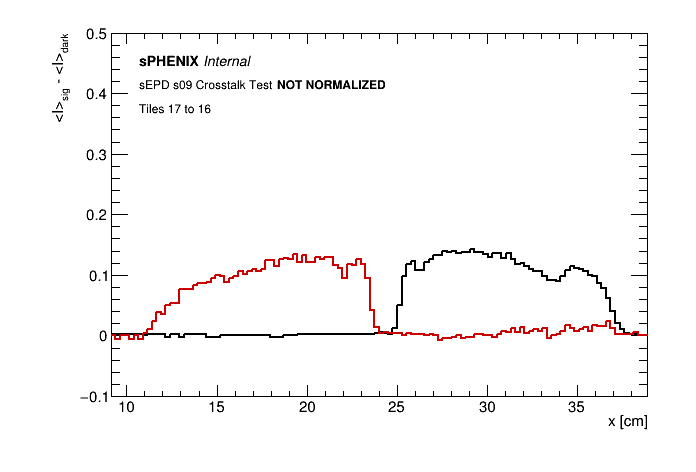 <I>sig - <I>dark
0.5
sPHENIX Internal
sEPD s09 Crosstalk Test NOT NORMALIZED
0.4
Tiles 17 to 16
0.3
0.2
0.1
0
−0.1
10 15 20 25 30 35
x [cm]